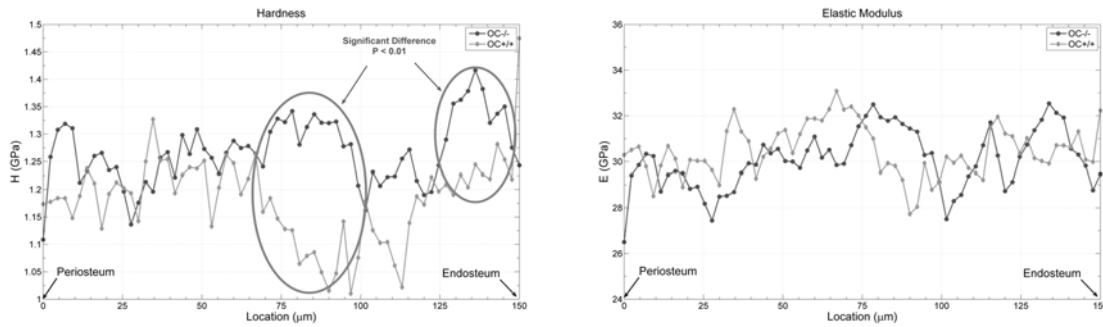 Hardness
1.5
1.45
1.4
1.35
1.3
1.25
1.2
1.15
1.1
1.05
1
H (GPa)
Significant Difference
P < 0.01
OC-/-
OC+/+
Periosteum
Endosteum
0 25 50 75 100 125 150
Location (μm)
Elastic Modulus
36
34
32
30
28
26
24
E (GPa)
OC-/-
OC+/+
Periosteum
Endosteum
0 25 50 75 100 125 150
Location (μm)